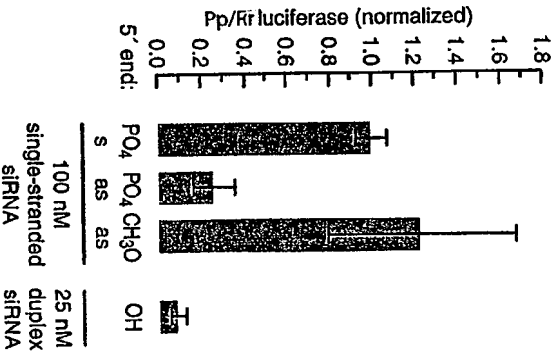 Pp/Rr luciferase (normalized)
1.8
1.4
1.2
1.0
0.8
0.6
0.4
0.2
0.0
5′ end: PO4 PO4 CH3O OH
s as as
100 nM 25 nM
single-stranded duplex
siRNA siRNA